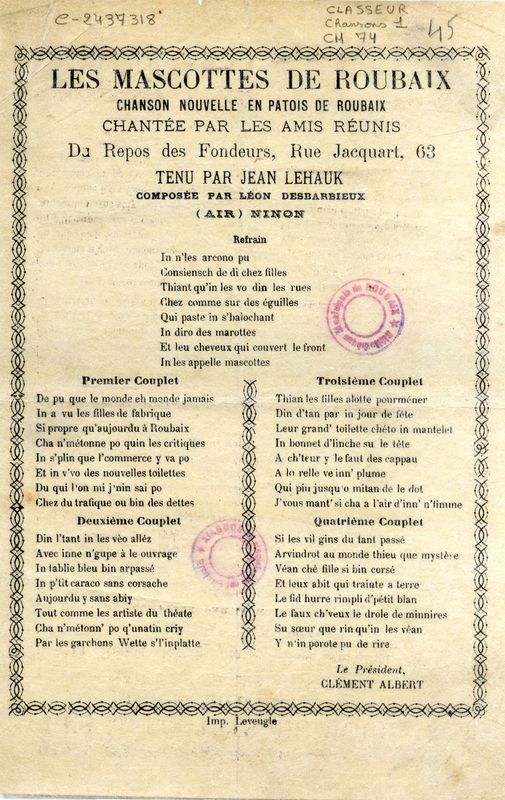 C-2437318
CLASSEUR
Chansons 1
CM 74
45
LES MASCOTTES DE ROUBAIX
CHANSON NOUVELLE EN PATOIS DE ROUBAIX
CHANTÉE PAR LES AMIS RÉUNIS
Du Repos des Fondeurs, Rue Jacquart, 63
TENU PAR JEAN LEHAUK
COMPOSÉE PAR LÉON DESBARBIEUX
(AIR) NINON
Refrain
In n'les arcono pu
Consiensch de di chez filles
Thiant qu'in les vo din les rues
Chez comme sur des éguilles
Qui paste in s'balochant
In diro des marottes
Et leu cheveux qui couvert le front
In les appelle mascottes
Premier Couplet
De pu que le monde eh monde jamais
In a vu les filles de fabrique
Si propre qu'aujourdu à Roubaix
Cha n'métonne po quin les critiques
In s'plin que l'commerce y va po
Et in v'vo des nouvelles toilettes
Du qui l'on mi j'nin sai po
Chez du trafique ou bin des dettes
Deuxième Couplet
Din l'tant in les vèo alléz
Avec inne n'gupe à le ouvrage
In tablie bleu bin arpassé
In p'tit caraco sans corsache
Aujourdu y sans abiy
Tout comme les artiste du théate
Cha n'métonn' po q'unatin criy
Par les garchons Wette s'l'inplatte
Troisième Couplet
Thian les filles alotte pourméner
Din d'tan par in jour de fête
Leur grand' toilette chéto in mantelet
In bonnet d'linche su le tête
A ch'teur y le faut des cappau
A lo relle ve inn' plume
Qui pin jusqu'o mitan de le dot
J'vous mant' si cha a l'air d'inn' n'timme
Quatrième Couplet
Si les vil gins du tant passé
Arvindrot au monde thieu que mystère
Véan ché fille si bin corsé
Et leux abit qui trainte a terre
Le fid hurre rimpli d'pétit blan
Le faux ch'veux le drole de minnires
Su sœur que rin qu'in les véan
Y n'in porote pu de rire
Le Président,
CLÉMENT ALBERT
Imp. Leveugle